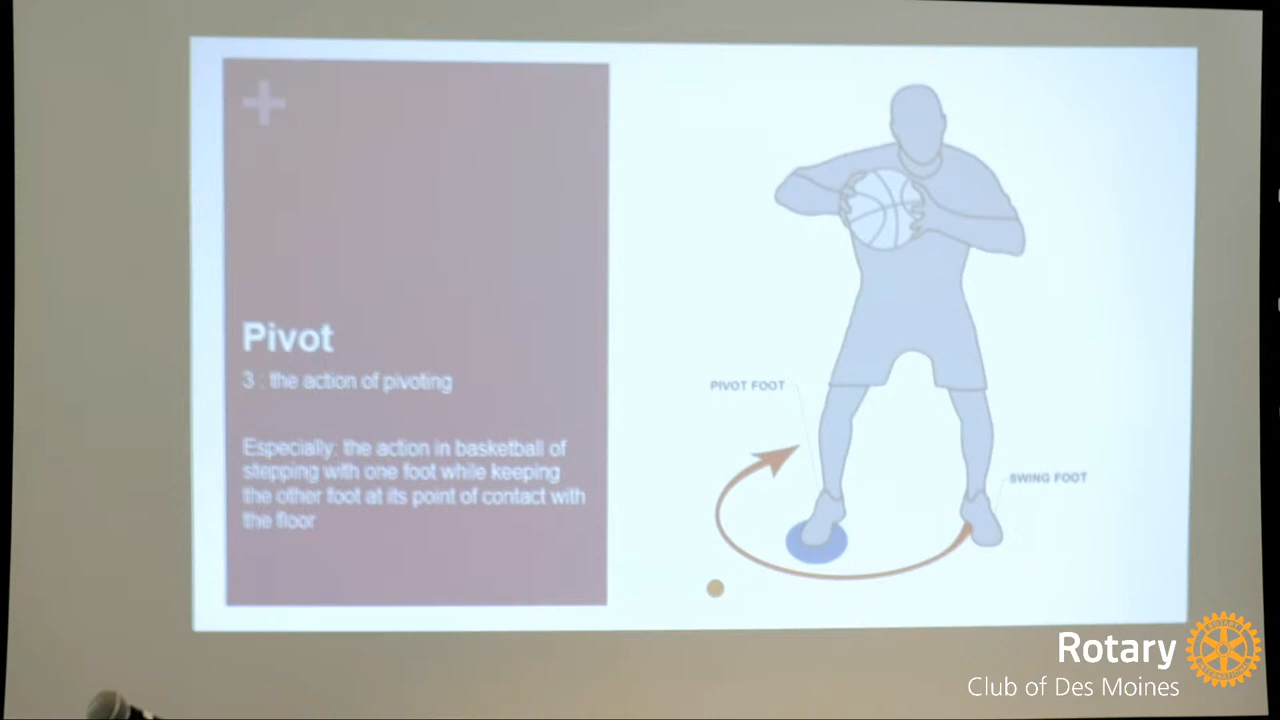 +
Pivot
3 : the action of pivoting
Especially: the action in basketball of
stepping with one foot while keeping
the other foot at its point of contact with
the floor
PIVOT FOOT
SWING FOOT
Rotary
Club of Des Moines
ROTARY
INTERNATIONAL